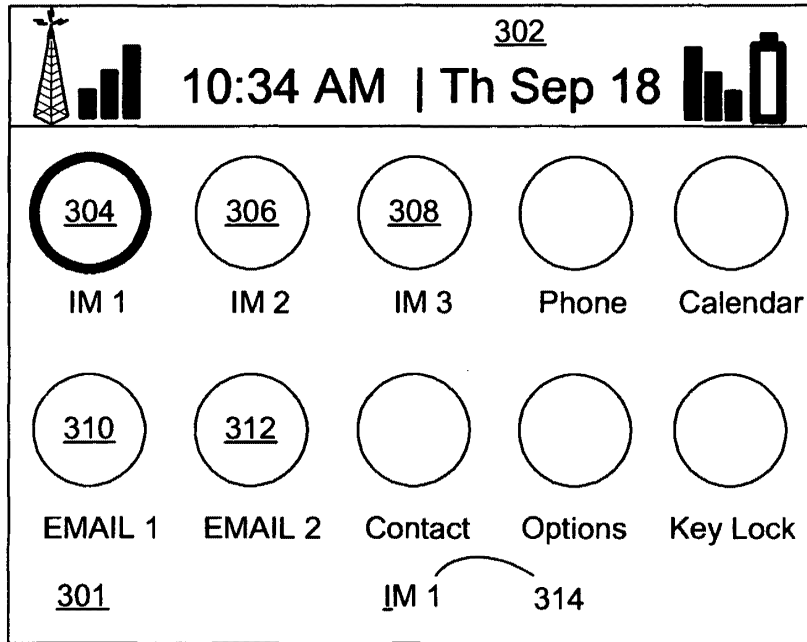 302
10:34 AM | Th Sep 18
304 306 308
IM 1 IM 2 IM 3 Phone Calendar
310 312
EMAIL 1 EMAIL 2 Contact Options Key Lock
301 IM 1 314